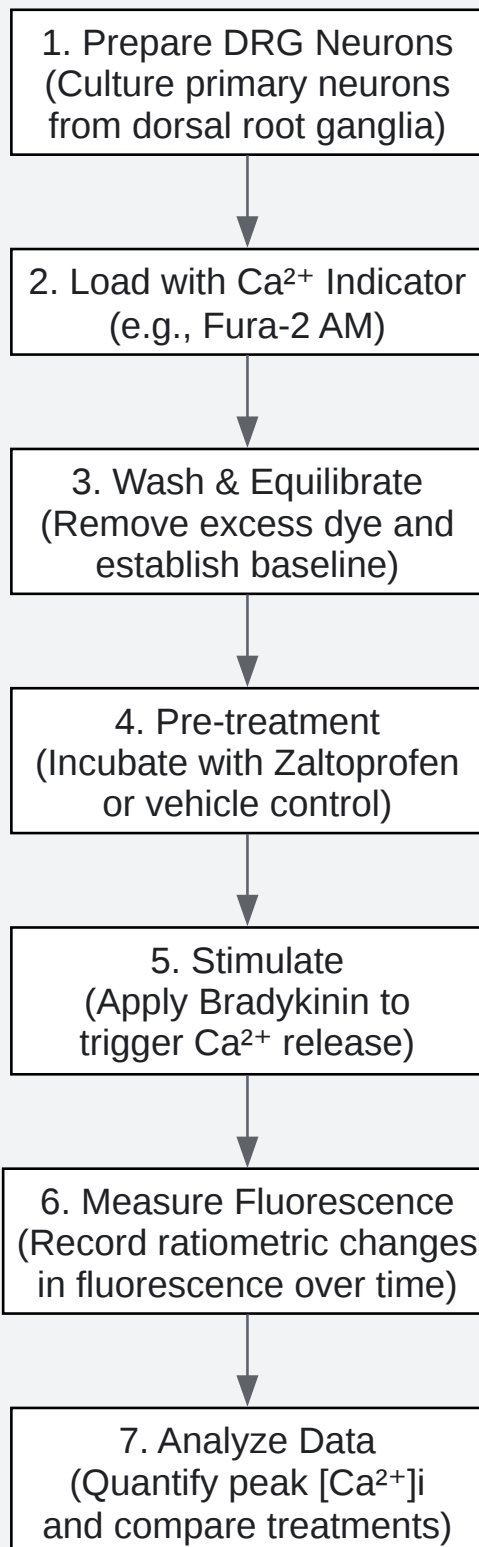 1. Prepare DRG Neurons
(Culture primary neurons
from dorsal root ganglia)
2. Load with Ca²⁺ Indicator
(e.g., Fura-2 AM)
3. Wash & Equilibrate
(Remove excess dye and
establish baseline)
4. Pre-treatment
(Incubate with Zaltoprofen
or vehicle control)
5. Stimulate
(Apply Bradykinin to
trigger Ca²⁺ release)
6. Measure Fluorescence
(Record ratiometric changes
in fluorescence over time)
7. Analyze Data
(Quantify peak [Ca²⁺]i
and compare treatments)